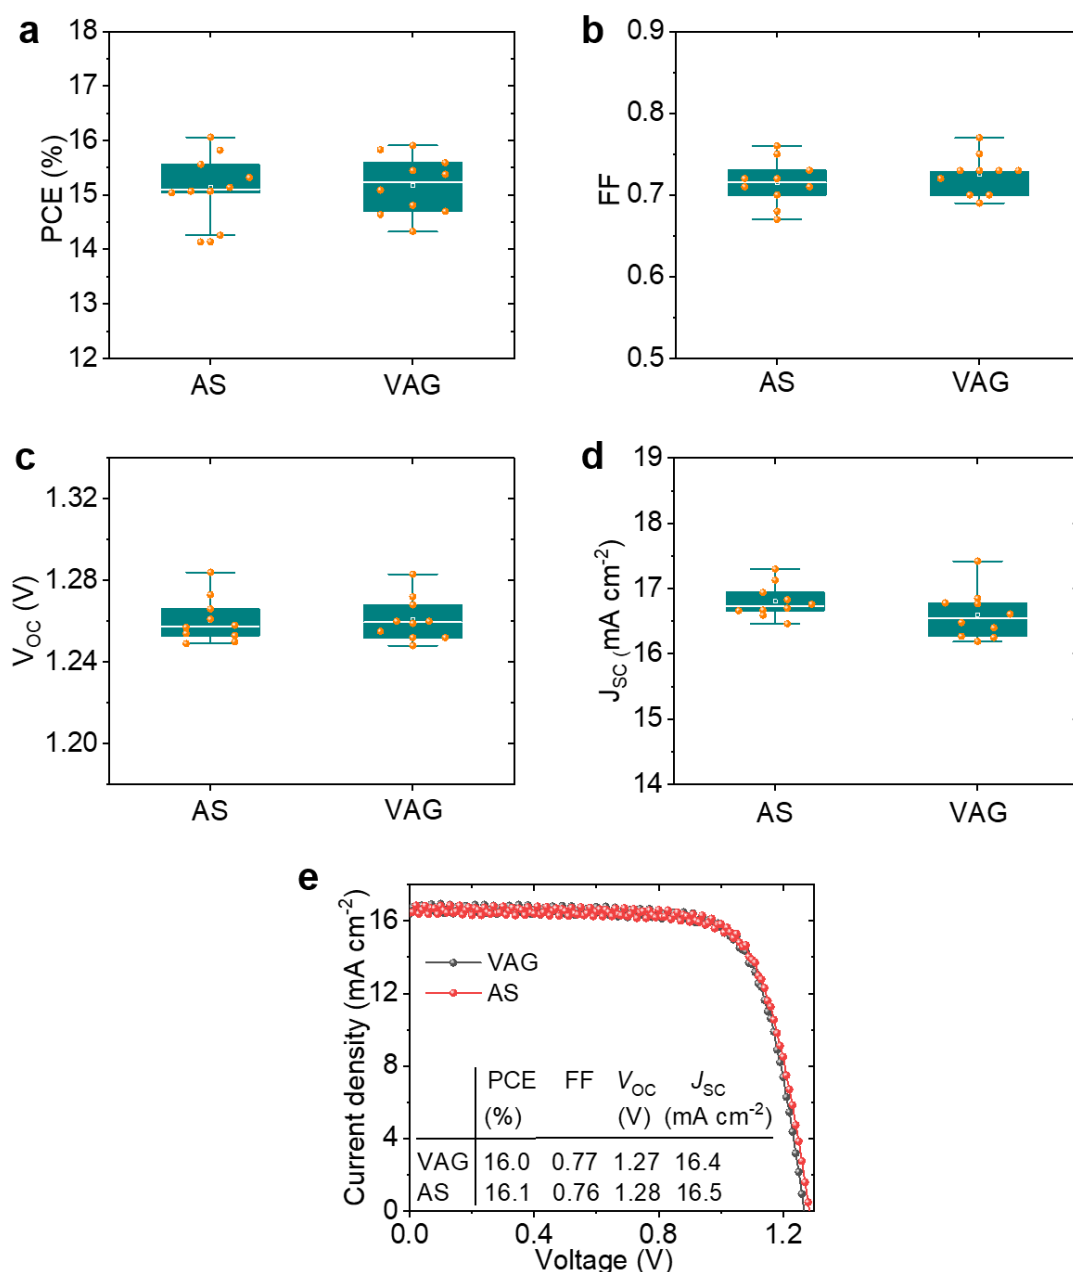 a
PCE (%)
18
17
16
15
14
13
12
AS VAG
b
FF
0.9
0.8
0.7
0.6
0.5
AS VAG
c
VOC (V)
1.32
1.28
1.24
1.20
AS VAG
d
JSC (mA cm-2)
19
18
17
16
15
14
AS VAG
e
Current density (mA cm-2)
16
12
8
4
0
VAG
AS
PCE FF VOC JSC
(%) (V) (mA cm-2)
VAG 16.0 0.77 1.27 16.4
AS 16.1 0.76 1.28 16.5
0.0 0.4 0.8 1.2
Voltage (V)